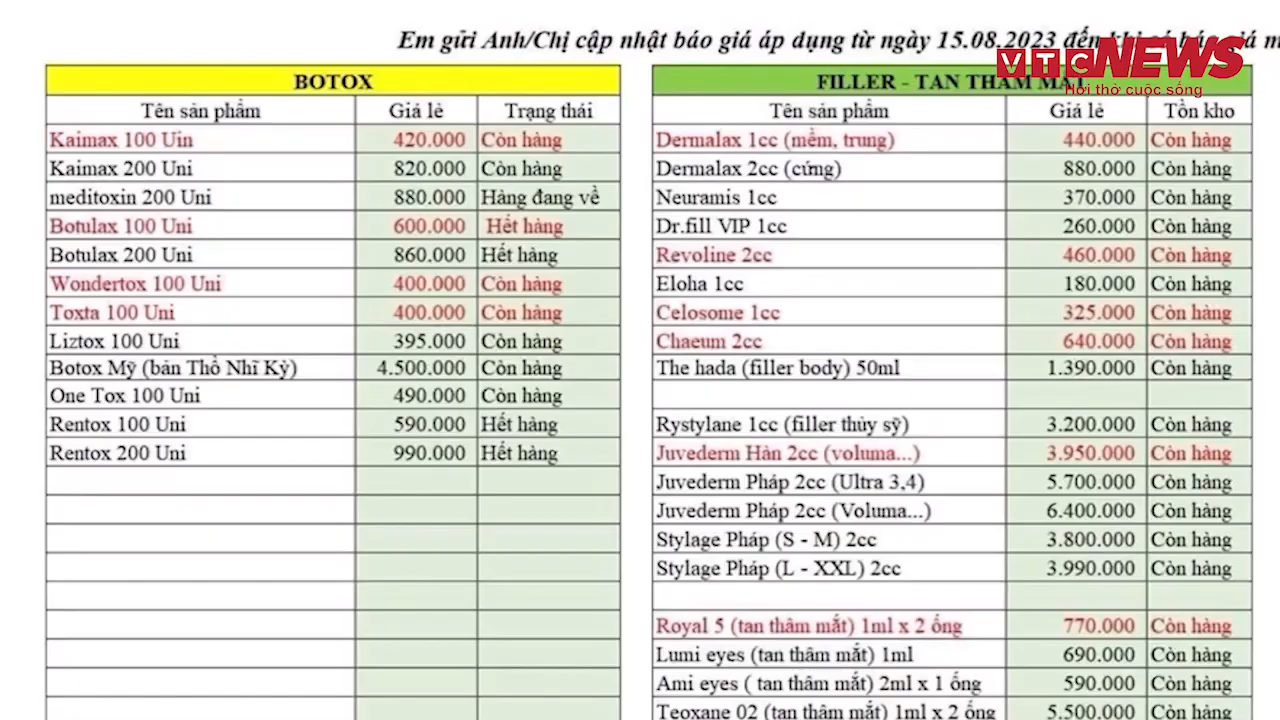 Em gửi Anh/Chị cập nhật báo giá áp dụng từ ngày 15.08.2023 đến khi có báo giá m
VTC NEWS
Hơi thở cuộc sống
BOTOX
Tên sản phẩm Giá lẻ Trạng thái
Kaimax 100 Uin 420.000 Còn hàng
Kaimax 200 Uni 820.000 Còn hàng
meditoxin 200 Uni 880.000 Hàng đang về
Botulax 100 Uni 600.000 Hết hàng
Botulax 200 Uni 860.000 Hết hàng
Wondertox 100 Uni 400.000 Còn hàng
Toxta 100 Uni 400.000 Còn hàng
Liztox 100 Uni 395.000 Còn hàng
Botox Mỹ (bản Thổ Nhĩ Kỳ) 4.500.000 Còn hàng
One Tox 100 Uni 490.000 Còn hàng
Rentox 100 Uni 590.000 Hết hàng
Rentox 200 Uni 990.000 Hết hàng
FILLER - TAN THÂM MẮT
Tên sản phẩm Giá lẻ Tồn kho
Dermalax 1cc (mềm, trung) 440.000 Còn hàng
Dermalax 2cc (cứng) 880.000 Còn hàng
Neuramis 1cc 370.000 Còn hàng
Dr.fill VIP 1cc 260.000 Còn hàng
Revoline 2cc 460.000 Còn hàng
Eloha 1cc 180.000 Còn hàng
Celosome 1cc 325.000 Còn hàng
Chaeum 2cc 640.000 Còn hàng
The hada (filler body) 50ml 1.390.000 Còn hàng
Rystylane 1cc (filler thủy sỹ) 3.200.000 Còn hàng
Juvederm Hàn 2cc (voluma...) 3.950.000 Còn hàng
Juvederm Pháp 2cc (Ultra 3,4) 5.700.000 Còn hàng
Juvederm Pháp 2cc (Voluma...) 6.400.000 Còn hàng
Stylage Pháp (S - M) 2cc 3.800.000 Còn hàng
Stylage Pháp (L - XXL) 2cc 3.990.000 Còn hàng
Royal 5 (tan thâm mắt) 1ml x 2 ống 770.000 Còn hàng
Lumi eyes (tan thâm mắt) 1ml 690.000 Còn hàng
Ami eyes ( tan thâm mắt) 2ml x 1 ống 590.000 Còn hàng
Teoxane 02 (tan thâm mắt) 1ml x 2 ống 5.500.000 Còn hàng